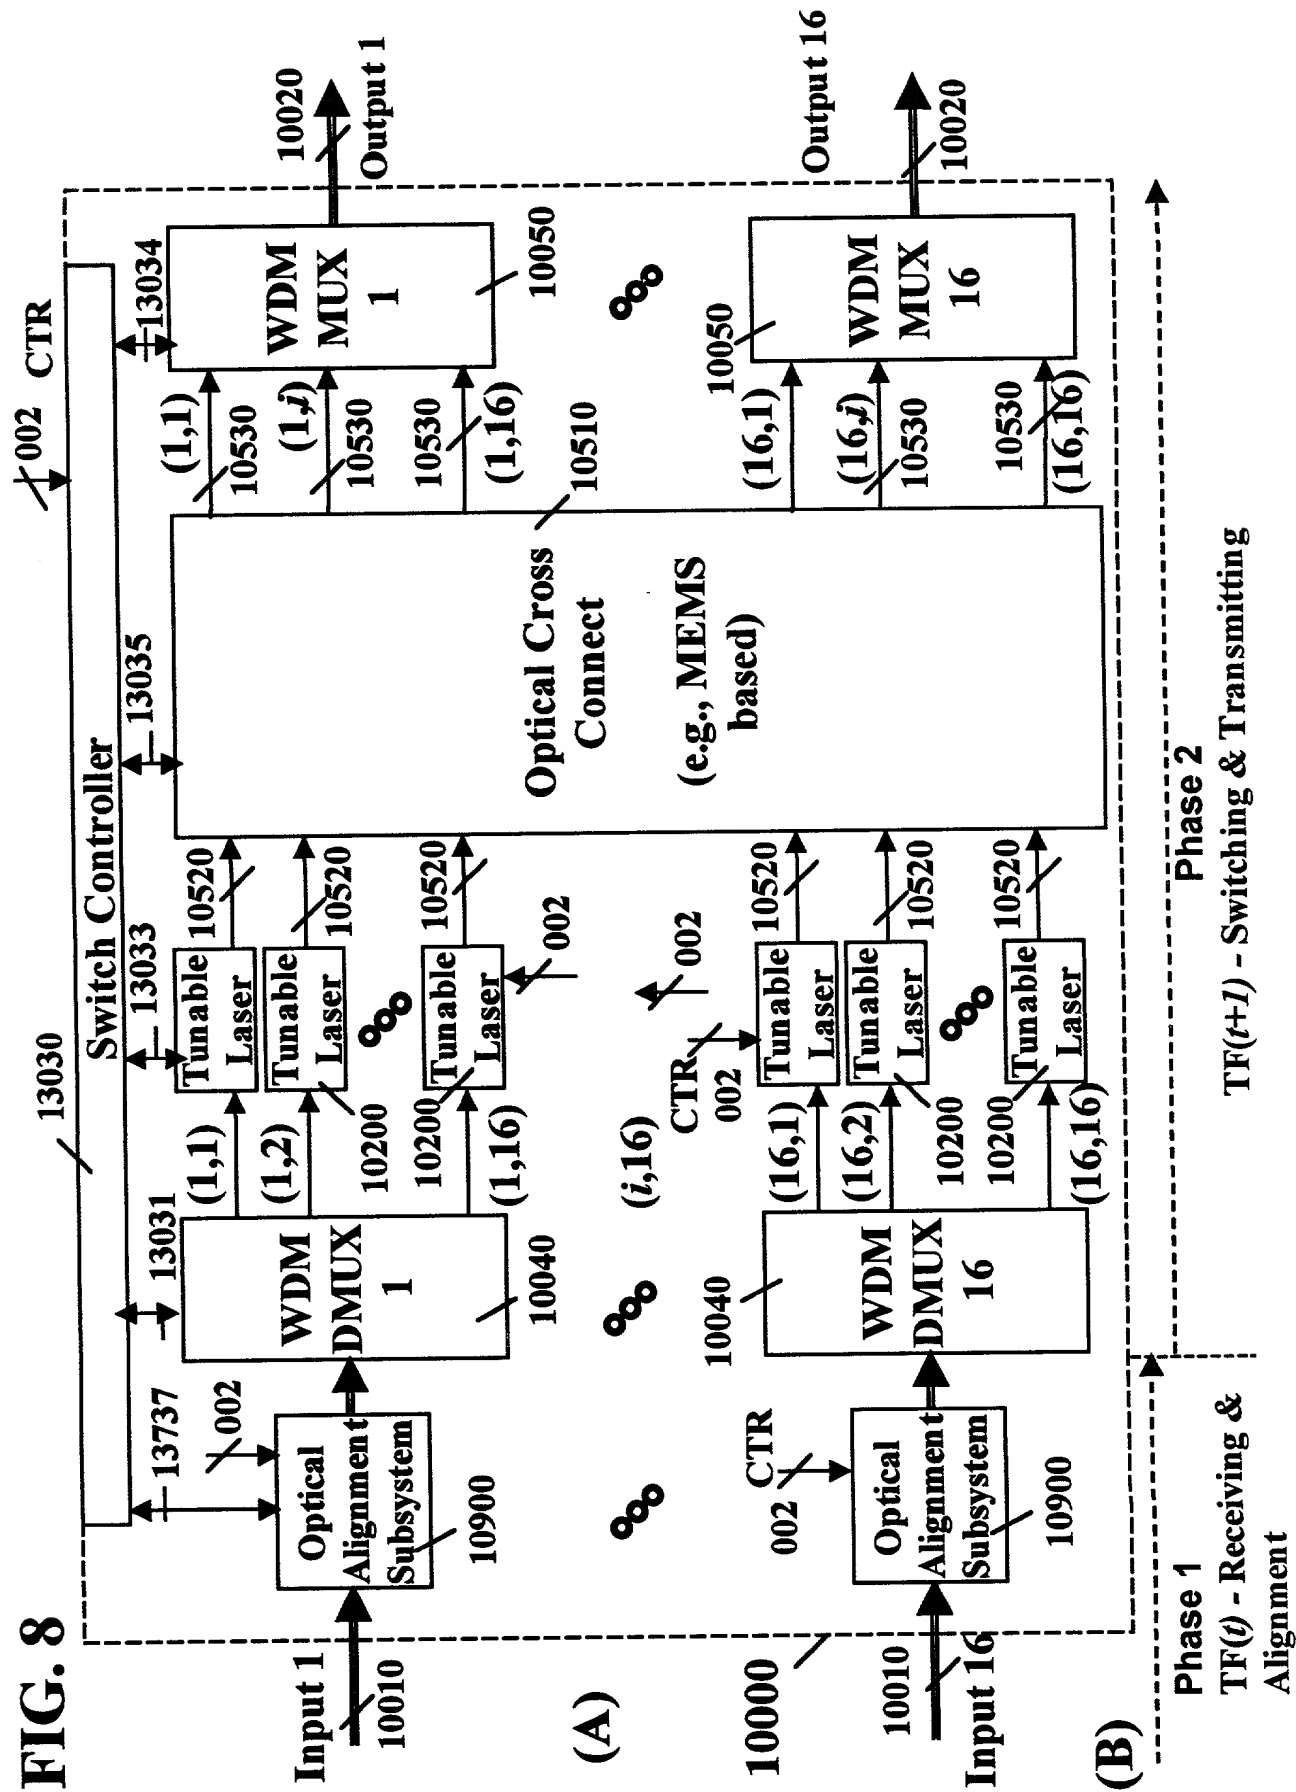 FIG. 8
13030
Switch Controller
002
CTR
13737
13031
13033
13035
13034
002
Input 1
10010
Optical
Alignment
Subsystem
10900
WDM
DMUX
1
10040
(1,1)
(1,2)
(1,16)
Tunable
Laser
Tunable
Laser
Tunable
Laser
10200
10200
002
10520
10520
10520
Optical Cross
Connect
(e.g., MEMS
based)
10510
(1,1)
10530
(1,i)
10530
10530
(1,16)
WDM
MUX
1
10050
10020
Output 1
(A)
(i,16)
002
10000
Input 16
10010
CTR
002
Optical
Alignment
Subsystem
10900
10040
WDM
DMUX
16
(16,1)
(16,2)
(16,16)
CTR
002
Tunable
Laser
Tunable
Laser
Tunable
Laser
10200
10200
10520
10520
10520
(16,1)
(16,i)
10530
10530
(16,16)
10050
WDM
MUX
16
Output 16
10020
(B)
Phase 1
TF(t) - Receiving &
Alignment
Phase 2
TF(t+1) - Switching & Transmitting